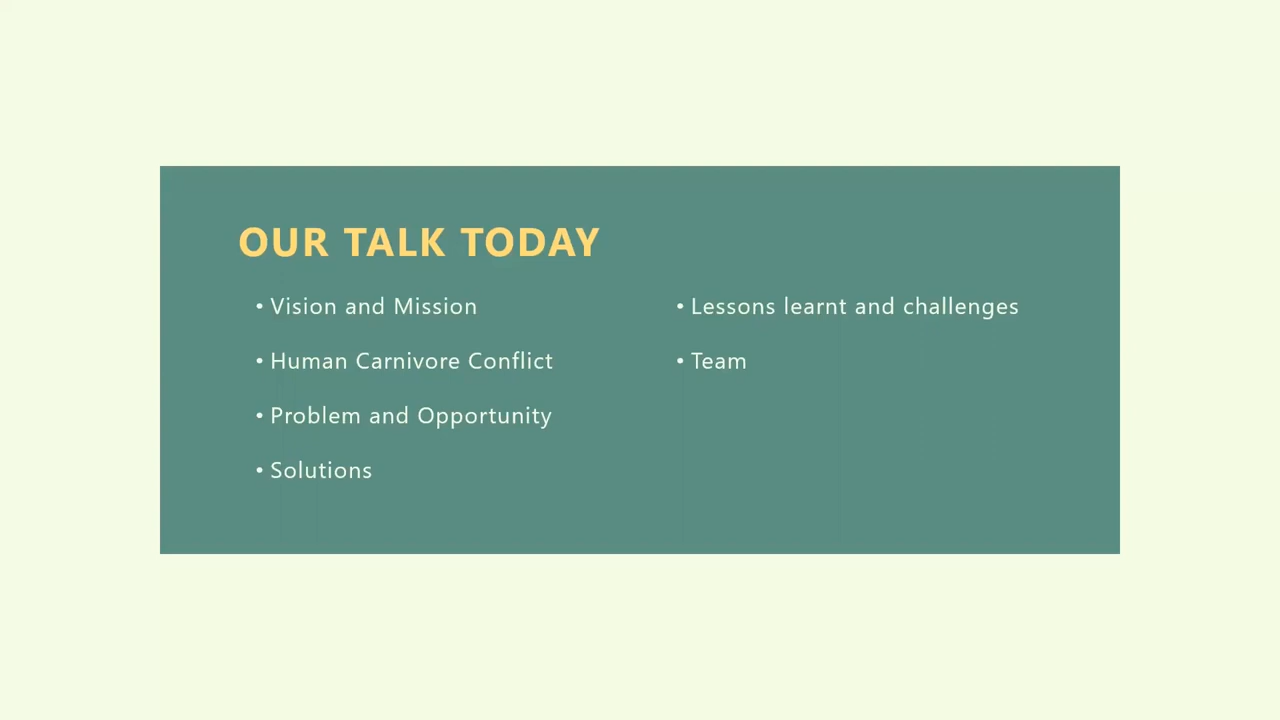 OUR TALK TODAY
• Vision and Mission
• Human Carnivore Conflict
• Problem and Opportunity
• Solutions
• Lessons learnt and challenges
• Team